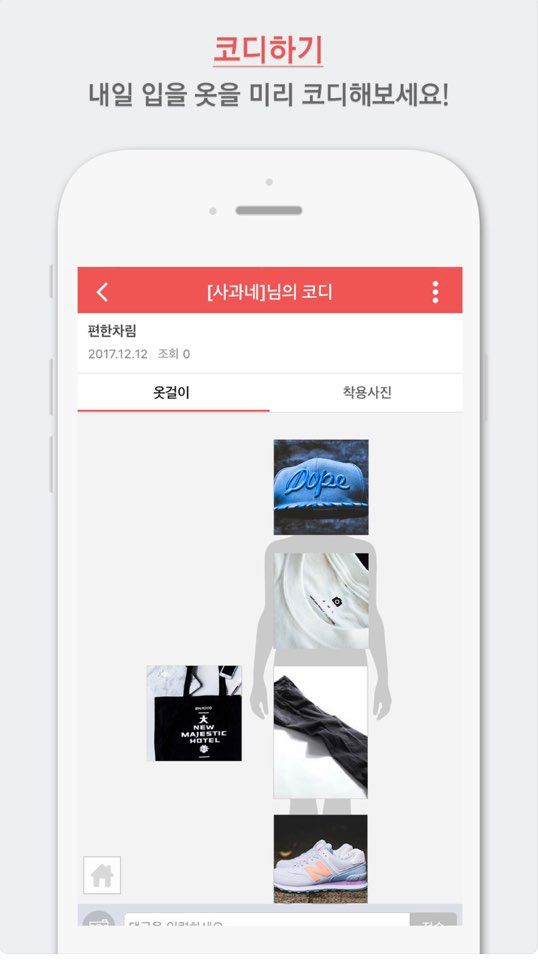 코디하기
내일 입을 옷을 미리 코디해보세요!
[사과네]님의 코디
편한차림
2017.12.12 조회 0
옷걸이
착용사진
Dope
NEW
MAJESTIC
HOTEL
N